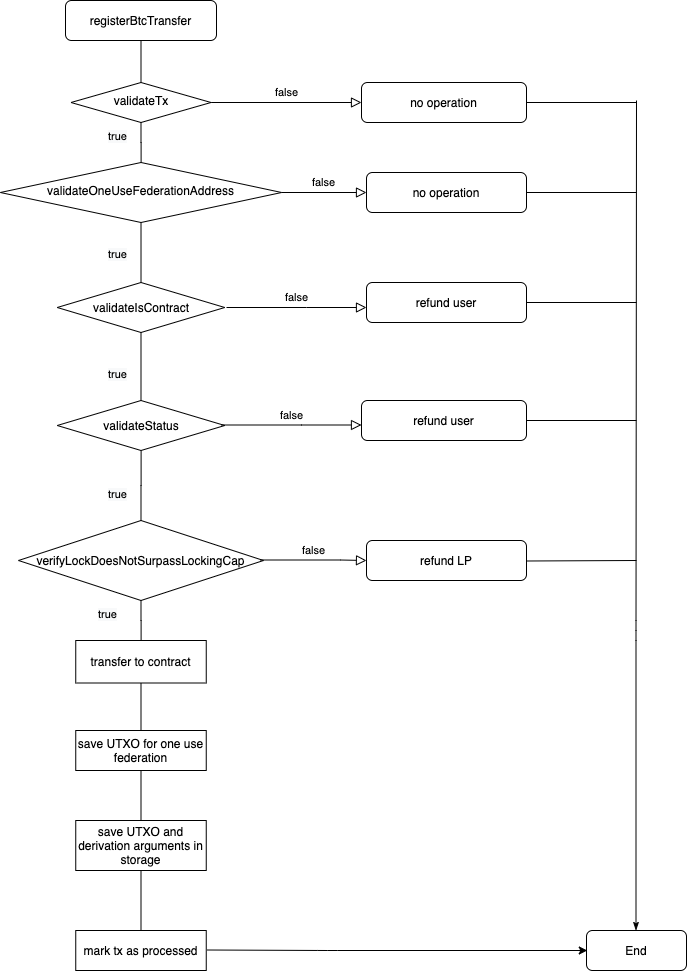 registerBtcTransfer
validateTx
false
no operation
true
validateOneUseFederationAddress
false
no operation
true
validateIsContract
false
refund user
true
validateStatus
false
refund user
true
verifyLockDoesNotSurpassLockingCap
false
refund LP
true
transfer to contract
save UTXO for one use
federation
save UTXO and
derivation arguments in
storage
mark tx as processed
End